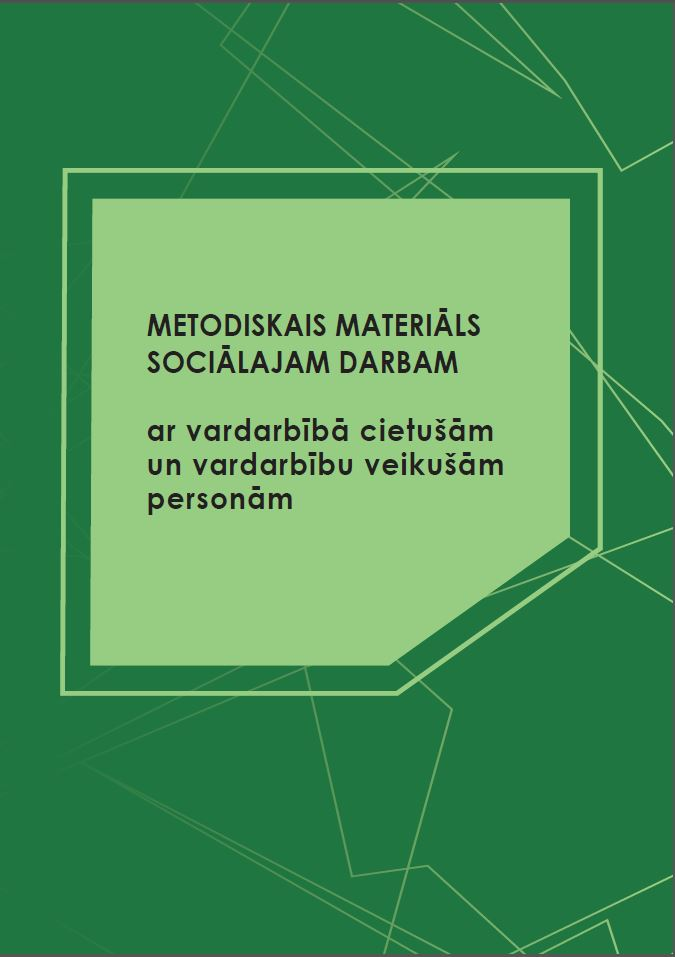 METODISKAIS MATERIĀLS
SOCIĀLAJAM DARBAM
ar vardarbībā cietušām
un vardarbību veikušām
personām